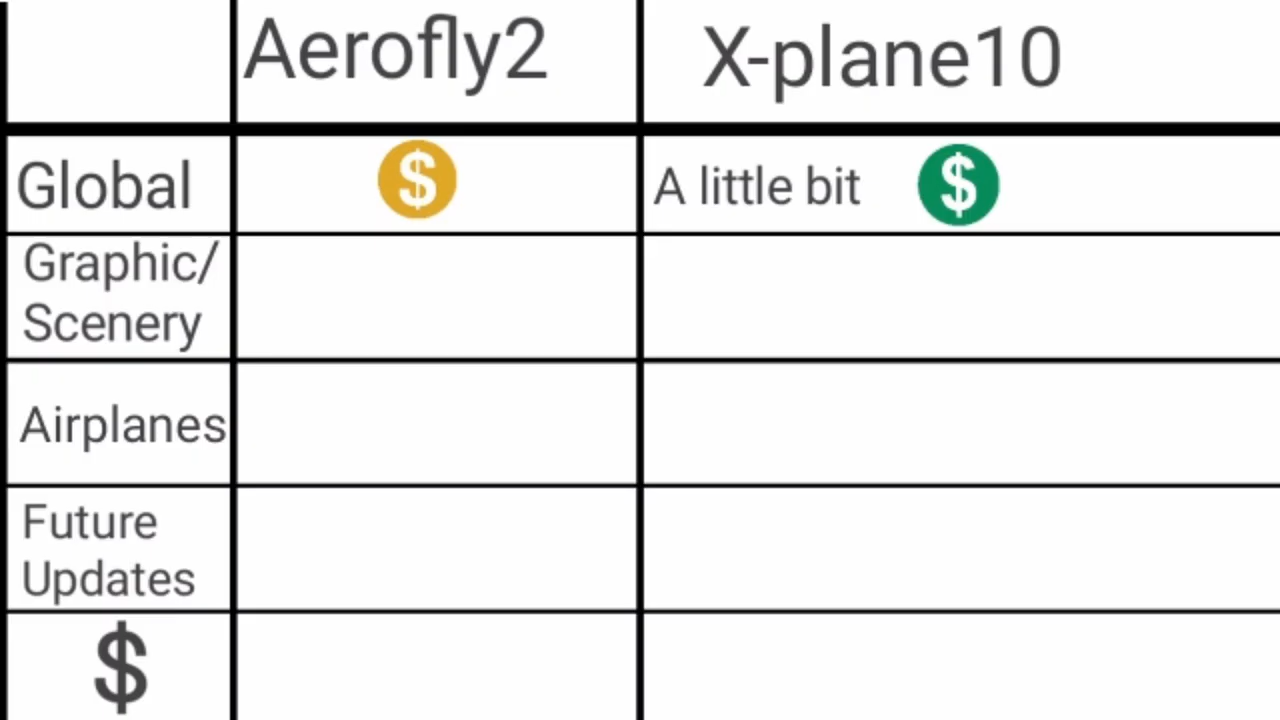 Aerofly2 X-plane10
Global $ A little bit $
Graphic/
Scenery
Airplanes
Future
Updates
$